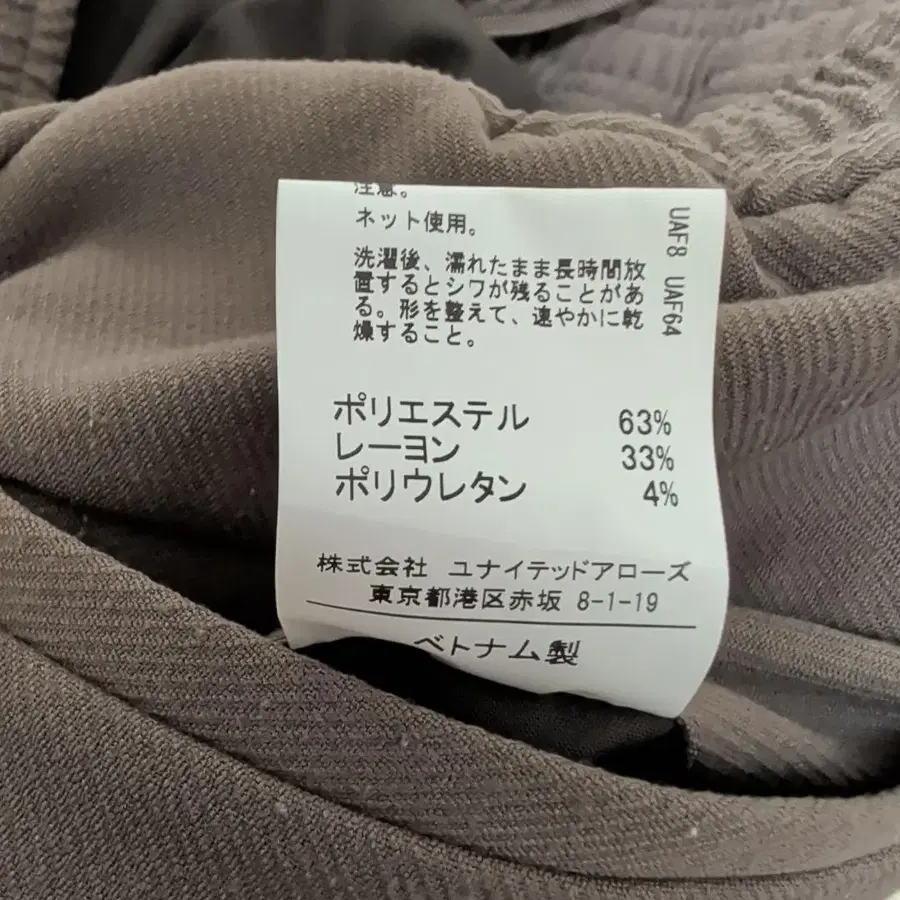 注意。
ネット使用。
洗濯後、濡れたまま長時間放
置するとシワが残ることがあ
る。形を整えて、速やかに乾
燥すること。
ポリエステル 63%
レーヨン 33%
ポリウレタン 4%
株式会社 ユナイテッドアローズ
東京都港区赤坂 8-1-19
ベトナム製
UAF8 UAF64